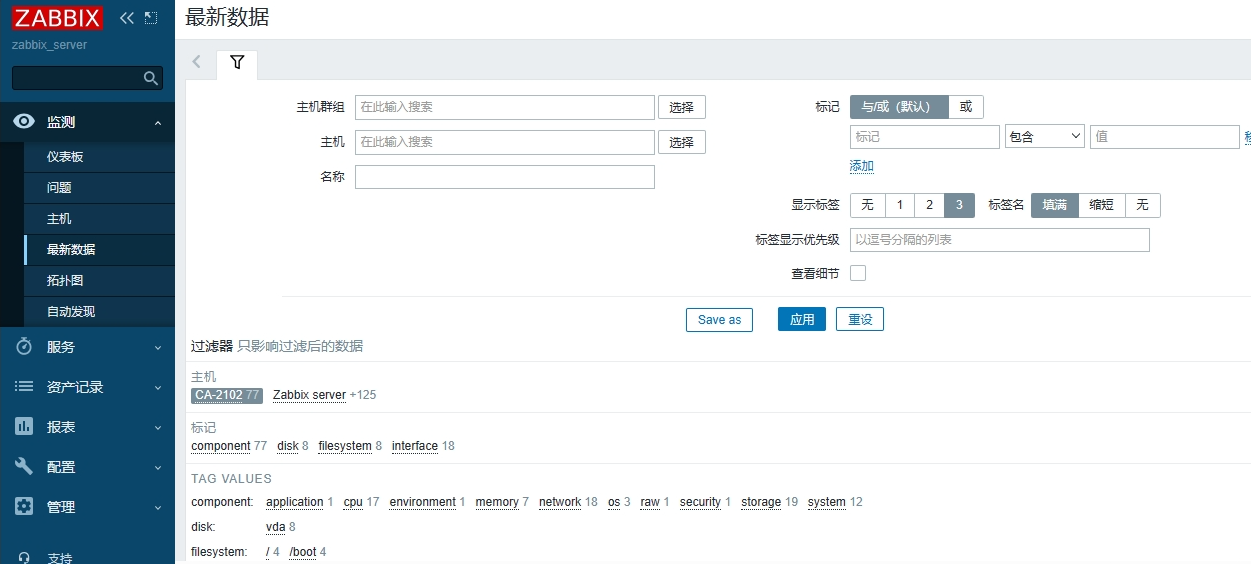 ZABBIX
zabbix_server
监测
仪表板
问题
主机
最新数据
拓扑图
自动发现
服务
资产记录
报表
配置
管理
支持
最新数据
主机群组 在此输入搜索 选择
主机 在此输入搜索 选择
名称
标记 与/或（默认） 或
标记 包含 值
添加
显示标签 无 1 2 3 标签名 填满 缩短 无
标签显示优先级 以逗号分隔的列表
查看细节
Save as 应用 重设
过滤器 只影响过滤后的数据
主机
CA-2102 77 Zabbix server +125
标记
component 77 disk 8 filesystem 8 interface 18
TAG VALUES
component: application 1 cpu 17 environment 1 memory 7 network 18 os 3 raw 1 security 1 storage 19 system 12
disk: vda 8
filesystem: / 4 /boot 4